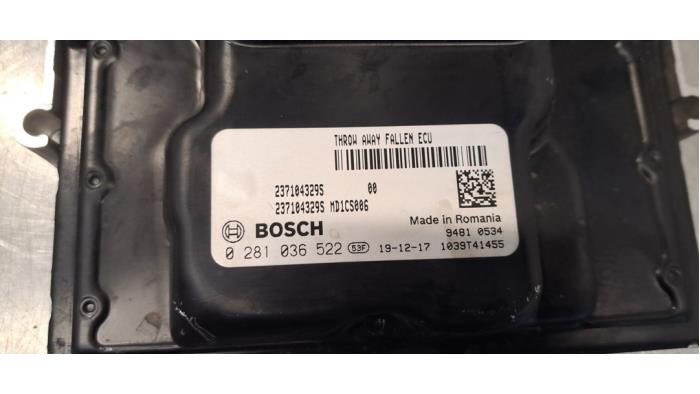 THROW AWAY FALLEN ECU
237104329S 00
237104329S MD1CS006
BOSCH
Made in Romania
9481 0534
0 281 036 522 53F 19-12-17 1039T41455